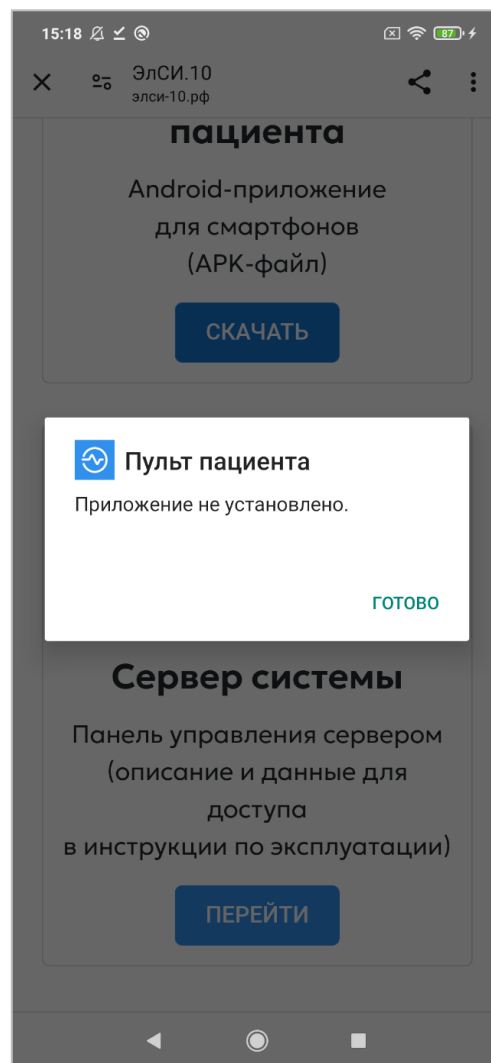 15:18
87
ЭлСИ.10
элси-10.рф
пациента
Android-приложение
для смартфонов
(APK-файл)
СКАЧАТЬ
Пульт пациента
Приложение не установлено.
ГОТОВО
Сервер системы
Панель управления сервером
(описание и данные для
доступа
в инструкции по эксплуатации)
ПЕРЕЙТИ